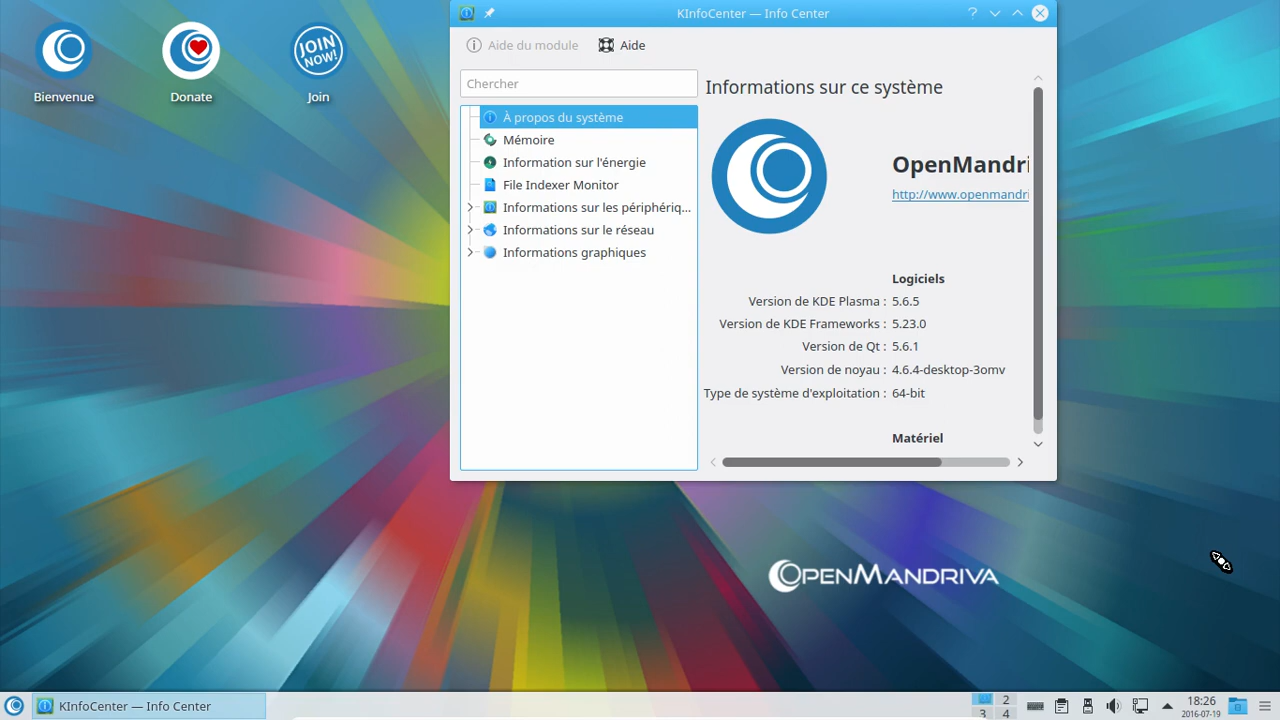 KInfoCenter — Info Center
Aide du module
Aide
Bienvenue
Donate
JOIN NOW!
Join
Chercher
À propos du système
Mémoire
Information sur l'énergie
File Indexer Monitor
Informations sur les périphériq...
Informations sur le réseau
Informations graphiques
Informations sur ce système
OpenMandri
http://www.openmandri
Logiciels
Version de KDE Plasma : 5.6.5
Version de KDE Frameworks : 5.23.0
Version de Qt : 5.6.1
Version de noyau : 4.6.4-desktop-3omv
Type de système d'exploitation : 64-bit
Matériel
OpenMandriva
KInfoCenter — Info Center
2
3 4
18:26
2016-07-19